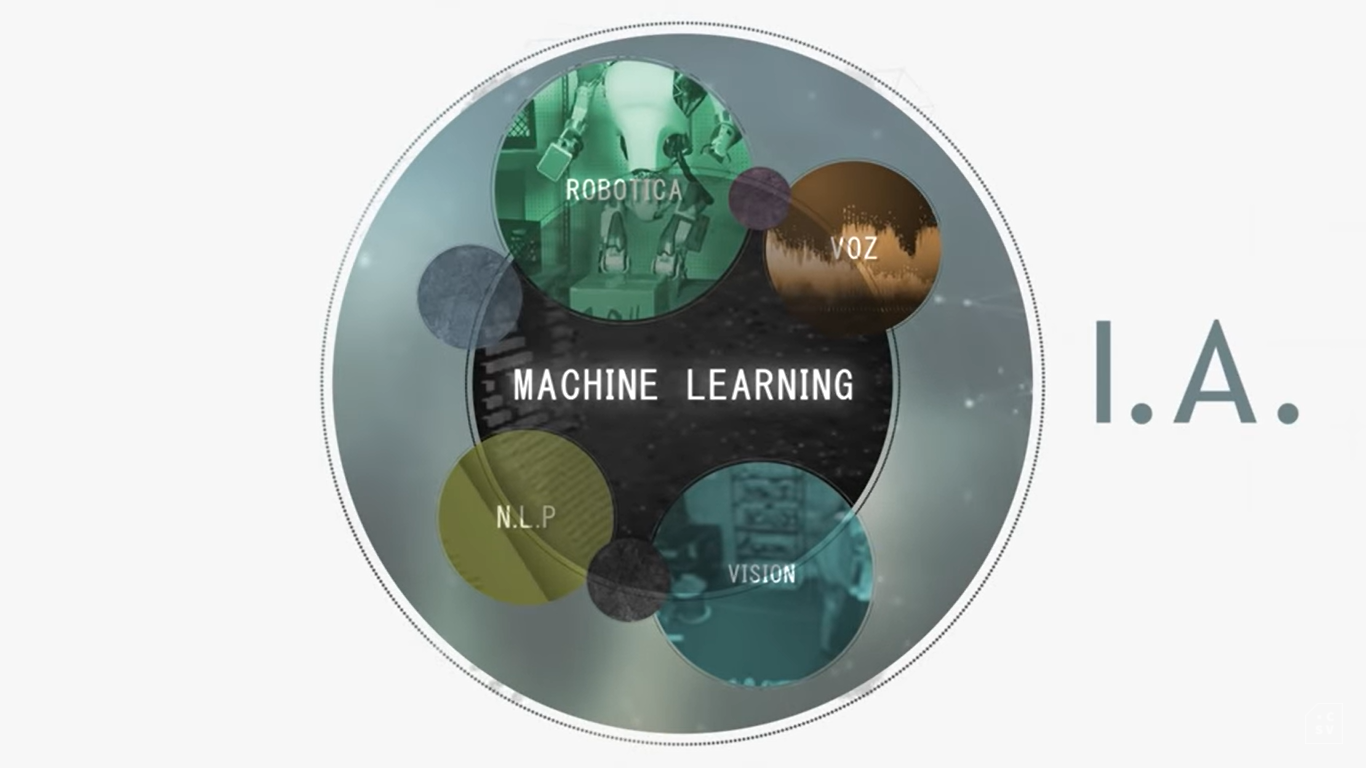 ROBOTICA
VOZ
MACHINE LEARNING
I.A.
N.L.P
VISION